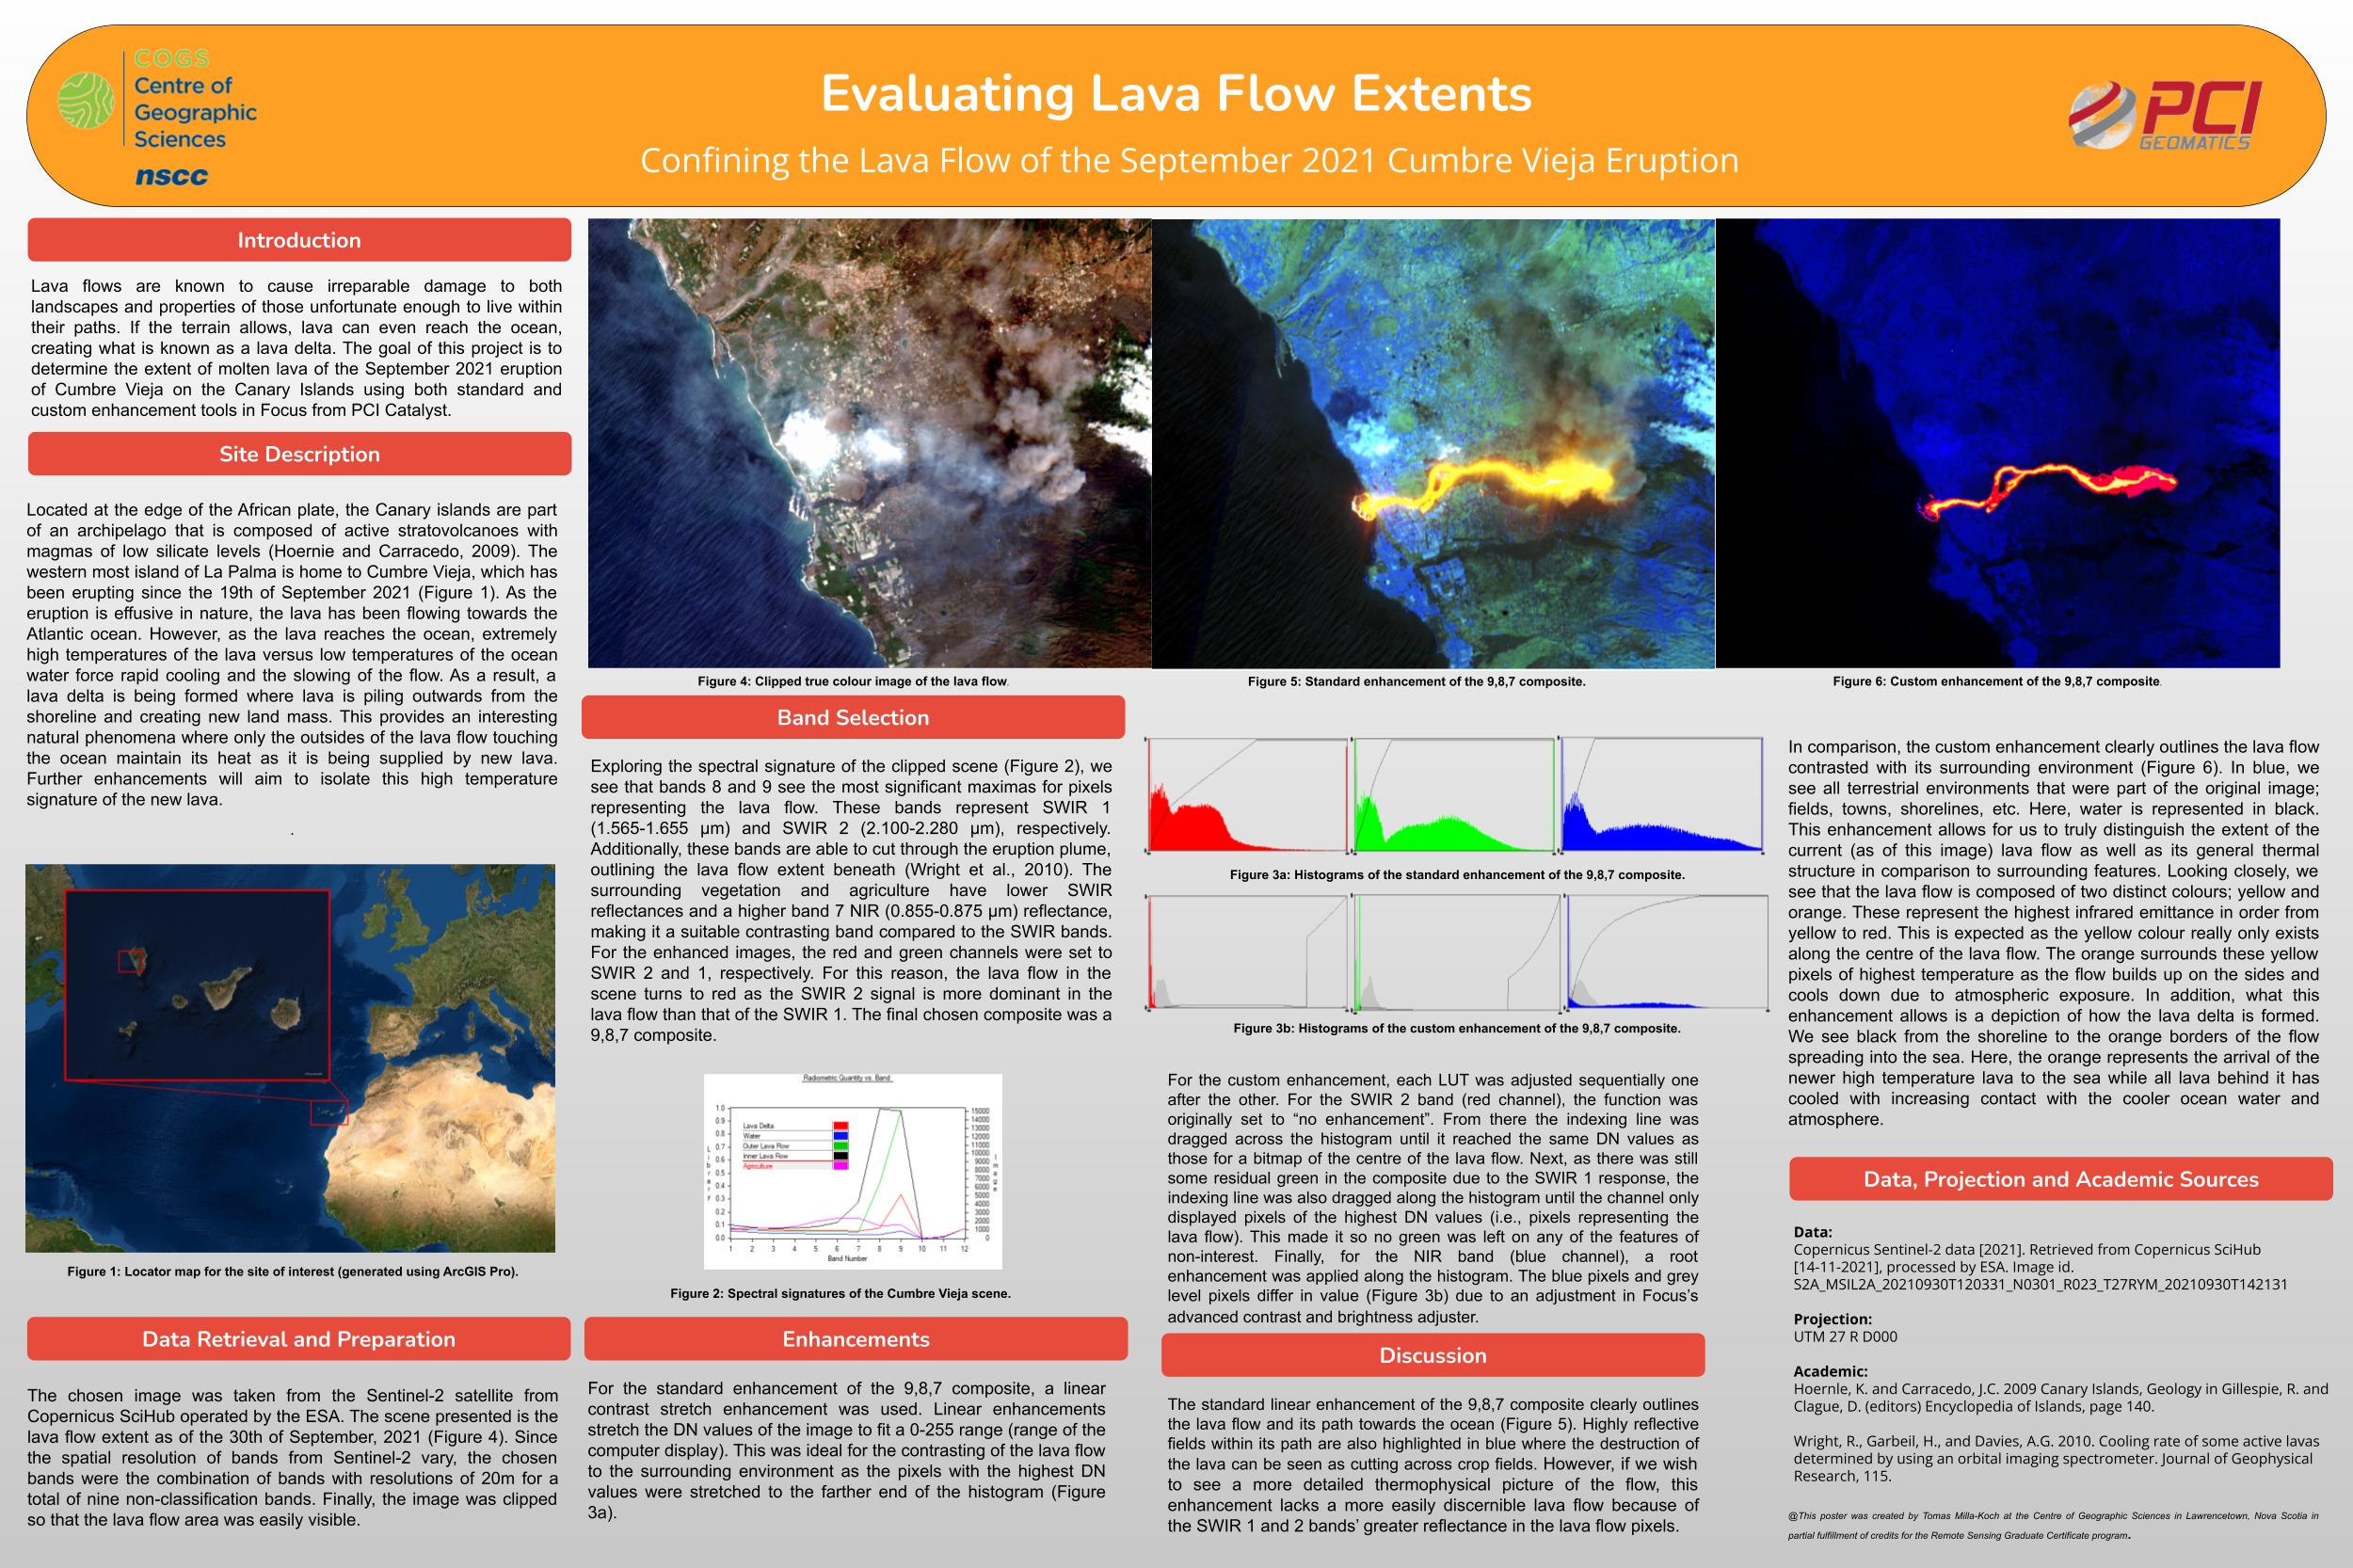 COGS
Centre of
Geographic
Sciences
nscc
Evaluating Lava Flow Extents
Confining the Lava Flow of the September 2021 Cumbre Vieja Eruption
PCI
GEOMATICS
Introduction
Lava flows are known to cause irreparable damage to both
landscapes and properties of those unfortunate enough to live within
their paths. If the terrain allows, lava can even reach the ocean,
creating what is known as a lava delta. The goal of this project is to
determine the extent of molten lava of the September 2021 eruption
of Cumbre Vieja on the Canary Islands using both standard and
custom enhancement tools in Focus from PCI Catalyst.
Site Description
Located at the edge of the African plate, the Canary islands are part
of an archipelago that is composed of active stratovolcanoes with
magmas of low silicate levels (Hoernie and Carracedo, 2009). The
western most island of La Palma is home to Cumbre Vieja, which has
been erupting since the 19th of September 2021 (Figure 1). As the
eruption is effusive in nature, the lava has been flowing towards the
Atlantic ocean. However, as the lava reaches the ocean, extremely
high temperatures of the lava versus low temperatures of the ocean
water force rapid cooling and the slowing of the flow. As a result, a
lava delta is being formed where lava is piling outwards from the
shoreline and creating new land mass. This provides an interesting
natural phenomena where only the outsides of the lava flow touching
the ocean maintain its heat as it is being supplied by new lava.
Further enhancements will aim to isolate this high temperature
signature of the new lava.
.
Figure 1: Locator map for the site of interest (generated using ArcGIS Pro).
Data Retrieval and Preparation
The chosen image was taken from the Sentinel-2 satellite from
Copernicus SciHub operated by the ESA. The scene presented is the
lava flow extent as of the 30th of September, 2021 (Figure 4). Since
the spatial resolution of bands from Sentinel-2 vary, the chosen
bands were the combination of bands with resolutions of 20m for a
total of nine non-classification bands. Finally, the image was clipped
so that the lava flow area was easily visible.
Figure 4: Clipped true colour image of the lava flow.
Figure 5: Standard enhancement of the 9,8,7 composite.
Figure 6: Custom enhancement of the 9,8,7 composite.
Band Selection
Exploring the spectral signature of the clipped scene (Figure 2), we
see that bands 8 and 9 see the most significant maximas for pixels
representing the lava flow. These bands represent SWIR 1
(1.565-1.655 µm) and SWIR 2 (2.100-2.280 µm), respectively.
Additionally, these bands are able to cut through the eruption plume,
outlining the lava flow extent beneath (Wright et al., 2010). The
surrounding vegetation and agriculture have lower SWIR
reflectances and a higher band 7 NIR (0.855-0.875 µm) reflectance,
making it a suitable contrasting band compared to the SWIR bands.
For the enhanced images, the red and green channels were set to
SWIR 2 and 1, respectively. For this reason, the lava flow in the
scene turns to red as the SWIR 2 signal is more dominant in the
lava flow than that of the SWIR 1. The final chosen composite was a
9,8,7 composite.
Radiometric Quantity vs. Band
Library
1.0
0.9
0.8
0.7
0.6
0.5
0.4
0.3
0.2
0.1
0.0
Lava Delta
Water
Outer Lava Flow
Inner Lava Flow
Agriculture
15000
14000
13000
12000
11000
10000
9000
8000
7000
6000
5000
4000
3000
2000
1000
0
Image
1 2 3 4 5 6 7 8 9 10 11 12
Band Number
Figure 2: Spectral signatures of the Cumbre Vieja scene.
Enhancements
For the standard enhancement of the 9,8,7 composite, a linear
contrast stretch enhancement was used. Linear enhancements
stretch the DN values of the image to fit a 0-255 range (range of the
computer display). This was ideal for the contrasting of the lava flow
to the surrounding environment as the pixels with the highest DN
values were stretched to the farther end of the histogram (Figure
3a).
Figure 3a: Histograms of the standard enhancement of the 9,8,7 composite.
Figure 3b: Histograms of the custom enhancement of the 9,8,7 composite.
For the custom enhancement, each LUT was adjusted sequentially one
after the other. For the SWIR 2 band (red channel), the function was
originally set to “no enhancement”. From there the indexing line was
dragged across the histogram until it reached the same DN values as
those for a bitmap of the centre of the lava flow. Next, as there was still
some residual green in the composite due to the SWIR 1 response, the
indexing line was also dragged along the histogram until the channel only
displayed pixels of the highest DN values (i.e., pixels representing the
lava flow). This made it so no green was left on any of the features of
non-interest. Finally, for the NIR band (blue channel), a root
enhancement was applied along the histogram. The blue pixels and grey
level pixels differ in value (Figure 3b) due to an adjustment in Focus’s
advanced contrast and brightness adjuster.
Discussion
The standard linear enhancement of the 9,8,7 composite clearly outlines
the lava flow and its path towards the ocean (Figure 5). Highly reflective
fields within its path are also highlighted in blue where the destruction of
the lava can be seen as cutting across crop fields. However, if we wish
to see a more detailed thermophysical picture of the flow, this
enhancement lacks a more easily discernible lava flow because of
the SWIR 1 and 2 bands’ greater reflectance in the lava flow pixels.
In comparison, the custom enhancement clearly outlines the lava flow
contrasted with its surrounding environment (Figure 6). In blue, we
see all terrestrial environments that were part of the original image;
fields, towns, shorelines, etc. Here, water is represented in black.
This enhancement allows for us to truly distinguish the extent of the
current (as of this image) lava flow as well as its general thermal
structure in comparison to surrounding features. Looking closely, we
see that the lava flow is composed of two distinct colours; yellow and
orange. These represent the highest infrared emittance in order from
yellow to red. This is expected as the yellow colour really only exists
along the centre of the lava flow. The orange surrounds these yellow
pixels of highest temperature as the flow builds up on the sides and
cools down due to atmospheric exposure. In addition, what this
enhancement allows is a depiction of how the lava delta is formed.
We see black from the shoreline to the orange borders of the flow
spreading into the sea. Here, the orange represents the arrival of the
newer high temperature lava to the sea while all lava behind it has
cooled with increasing contact with the cooler ocean water and
atmosphere.
Data, Projection and Academic Sources
Data:
Copernicus Sentinel-2 data [2021]. Retrieved from Copernicus SciHub
[14-11-2021], processed by ESA. Image id.
S2A_MSIL2A_20210930T120331_N0301_R023_T27RYM_20210930T142131
Projection:
UTM 27 R D000
Academic:
Hoernle, K. and Carracedo, J.C. 2009 Canary Islands, Geology in Gillespie, R. and
Clague, D. (editors) Encyclopedia of Islands, page 140.
Wright, R., Garbeil, H., and Davies, A.G. 2010. Cooling rate of some active lavas
determined by using an orbital imaging spectrometer. Journal of Geophysical
Research, 115.
@This poster was created by Tomas Milla-Koch at the Centre of Geographic Sciences in Lawrencetown, Nova Scotia in
partial fulfillment of credits for the Remote Sensing Graduate Certificate program.